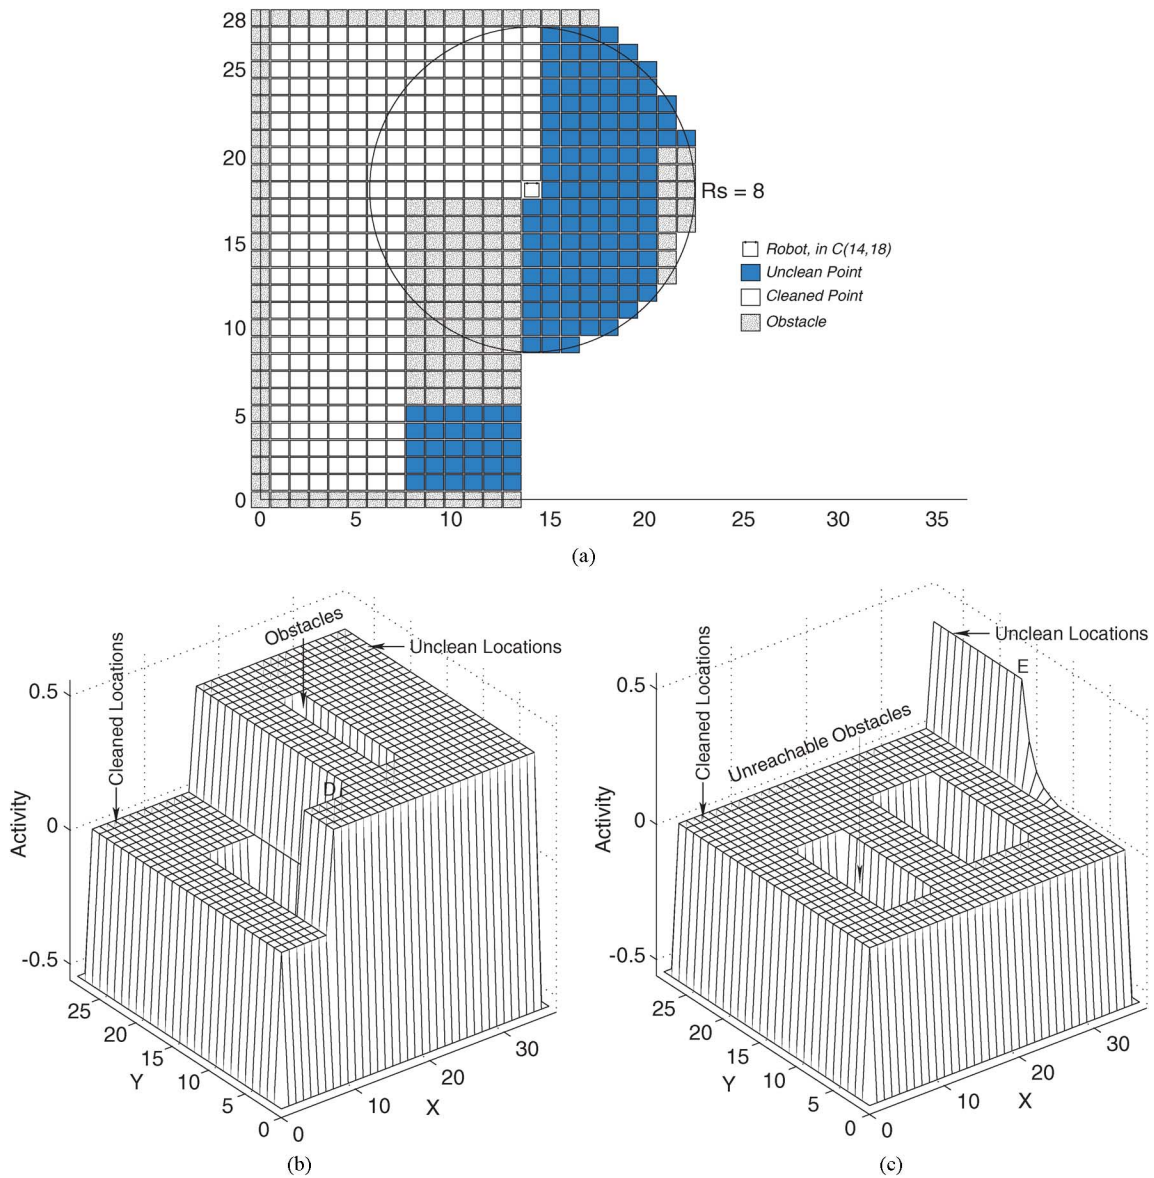 28
25
20
15
10
5
0
0 5 10 15 20 25 30 35
Rs = 8
Robot, in C(14,18)
Unclean Point
Cleaned Point
Obstacle
(a)
Obstacles
Unclean Locations
Cleaned Locations
D
Activity
0.5
0
-0.5
25
20
15
10
5
0
Y
0
10
20
30
X
(b)
Unclean Locations
E
Unreachable Obstacles
Cleaned Locations
Activity
0.5
0
-0.5
25
20
15
10
5
0
Y
0
10
20
30
X
(c)